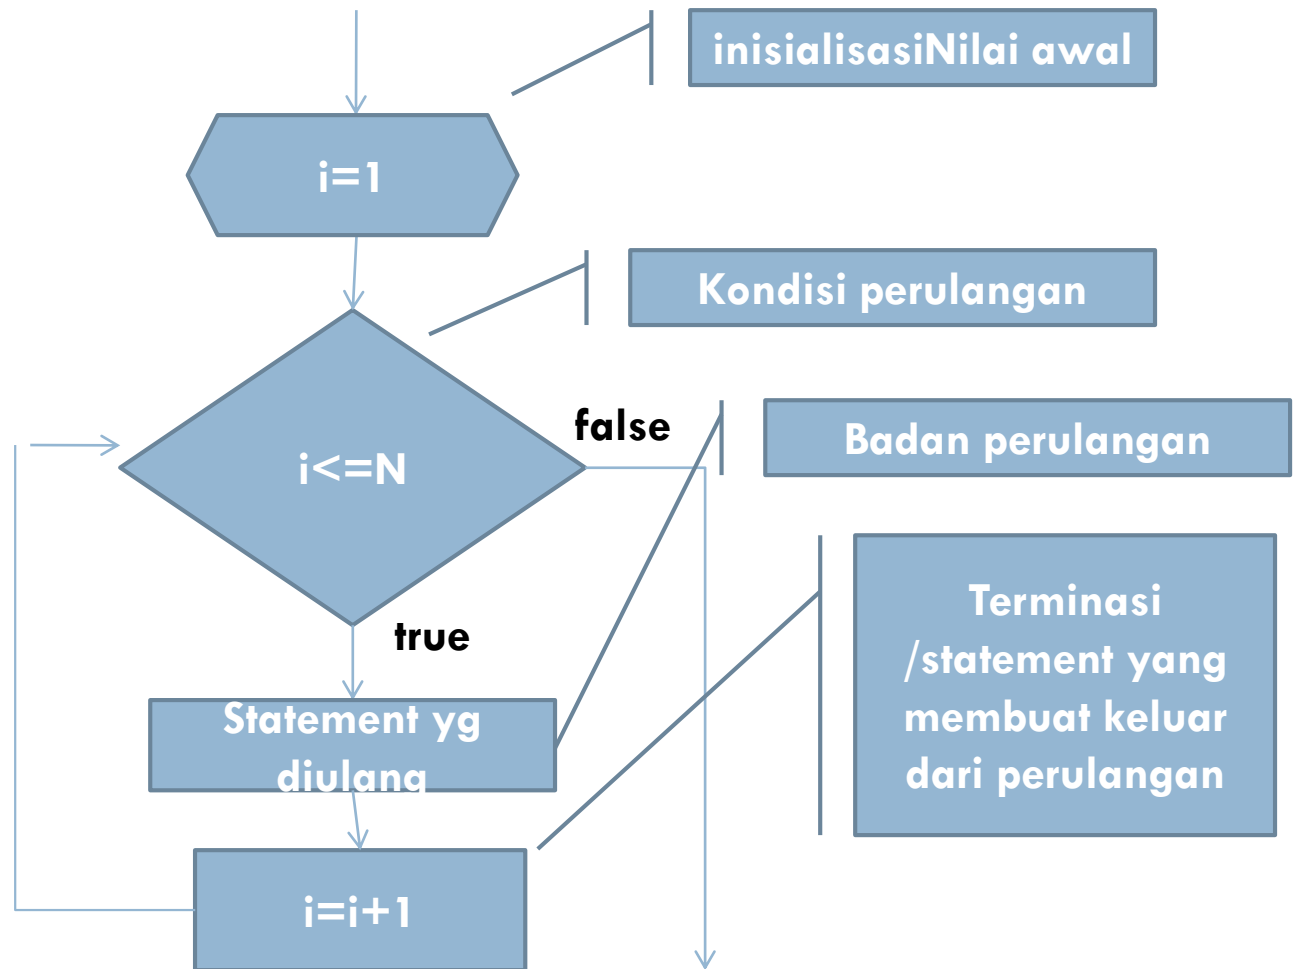 inisialisasiNilai awal
i=1
Kondisi perulangan
false
Badan perulangan
i<=N
true
Terminasi
/statement yang
membuat keluar
dari perulangan
Statement yg
diulang
i=i+1